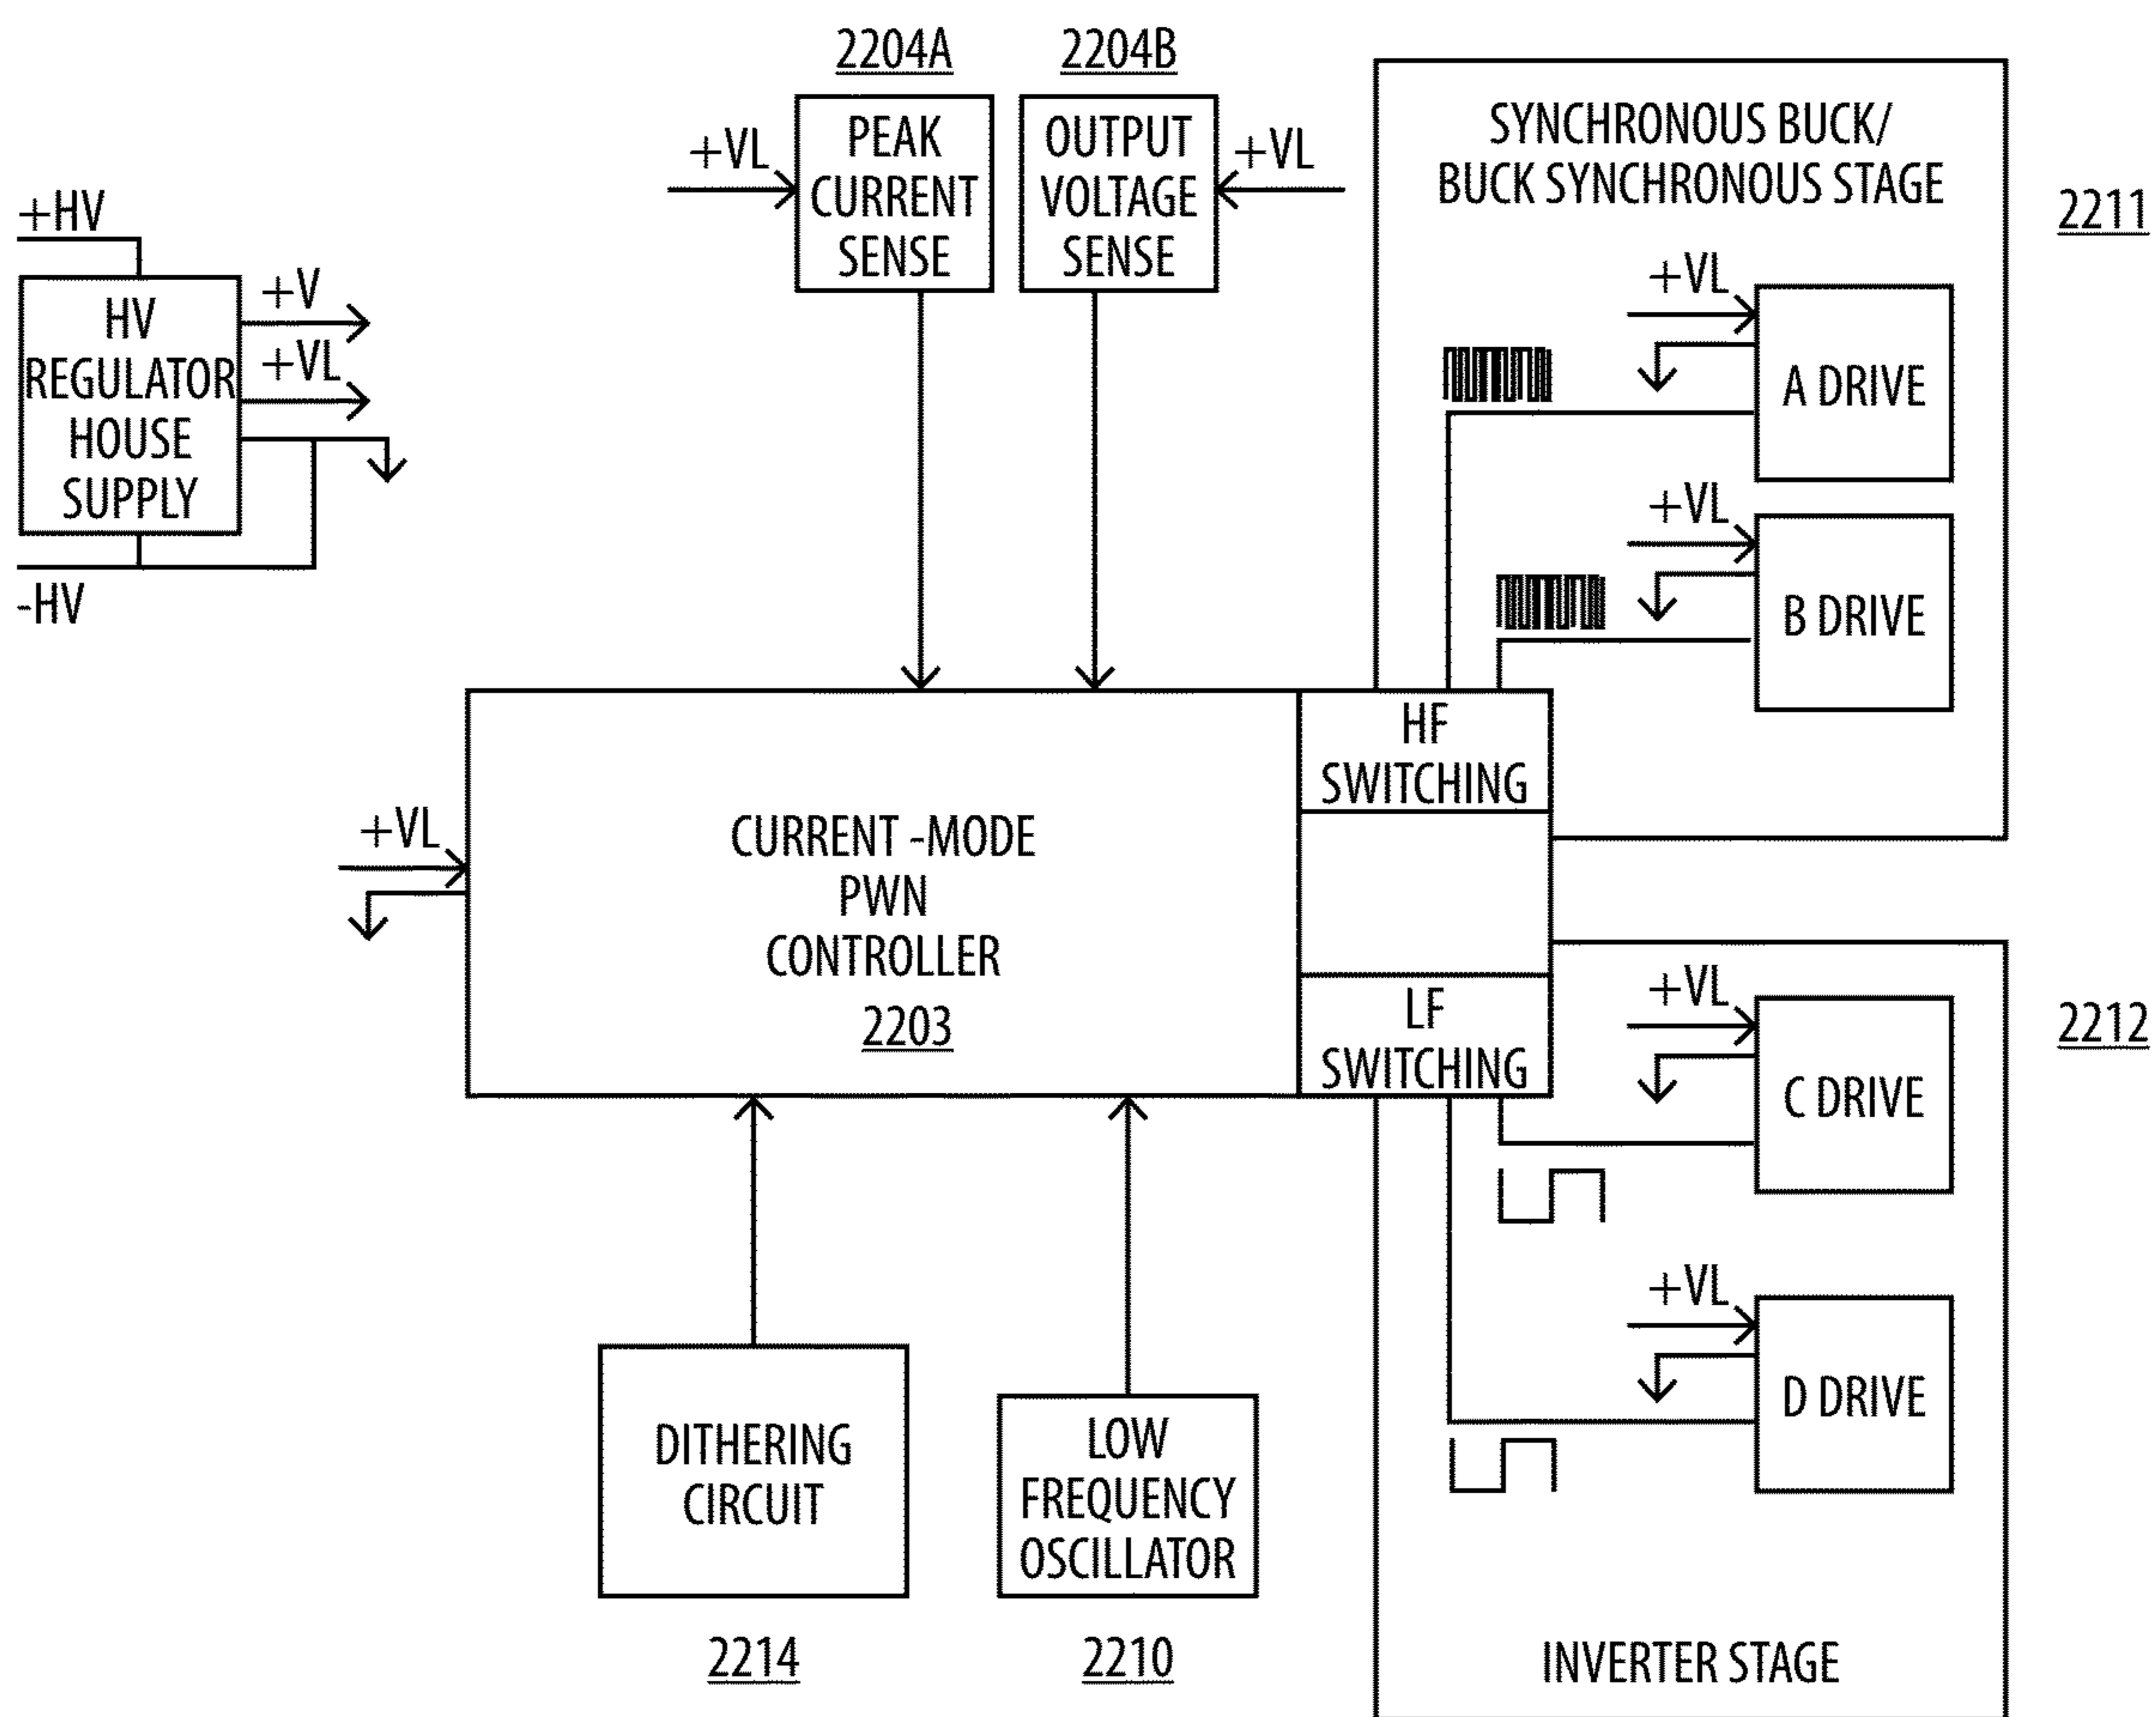 2204A
2204B
PEAK
CURRENT
SENSE
+VL
OUTPUT
VOLTAGE
SENSE
+VL
SYNCHRONOUS BUCK/
BUCK SYNCHRONOUS STAGE
2211
+HV
HV
REGULATOR
HOUSE
SUPPLY
+V
+VL
-HV
+VL
A DRIVE
+VL
B DRIVE
HF
SWITCHING
+VL
CURRENT -MODE
PWN
CONTROLLER
2203
LF
SWITCHING
+VL
C DRIVE
2212
+VL
D DRIVE
DITHERING
CIRCUIT
2214
LOW
FREQUENCY
OSCILLATOR
2210
INVERTER STAGE